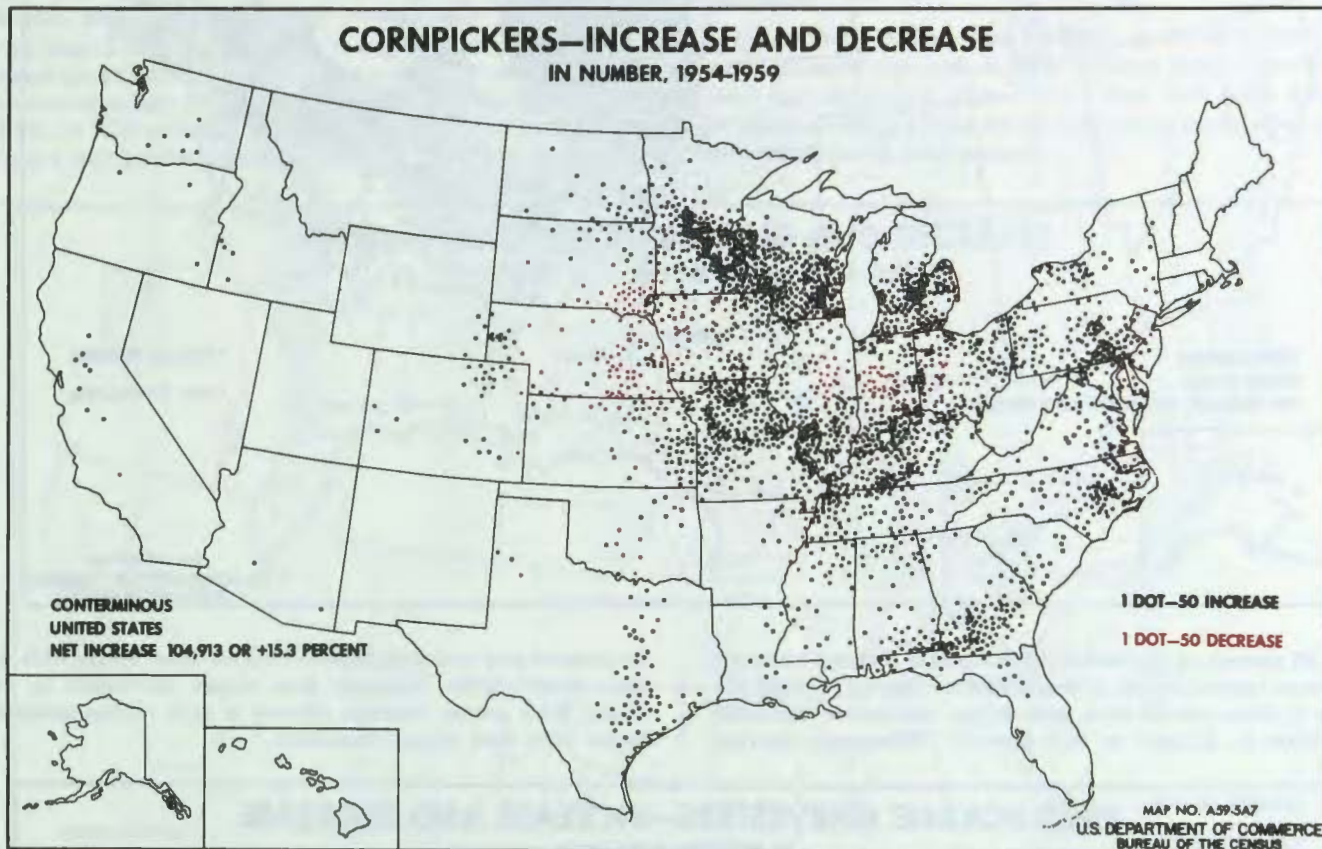 CORNPICKERS—INCREASE AND DECREASE
IN NUMBER, 1954-1959
CONTERMINOUS
UNITED STATES
NET INCREASE 104,913 OR +15.3 PERCENT
1 DOT—50 INCREASE
1 DOT—50 DECREASE
MAP NO. A59-5A7
U.S. DEPARTMENT OF COMMERCE
BUREAU OF THE CENSUS